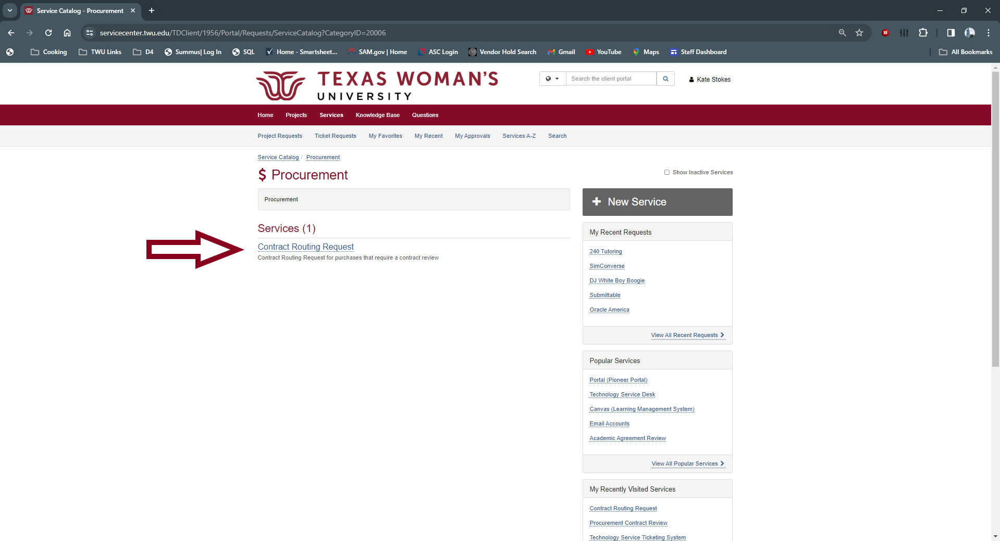 Service Catalog - Procurement
servicecenter.twu.edu/TDClient/1956/Portal/Requests/ServiceCatalog?CategoryID=20006
Cooking TWU Links D4 Summus| Log In SQL Home - Smartsheet... SAM.gov | Home ASC Login Vendor Hold Search Gmail YouTube Maps Staff Dashboard All Bookmarks
TEXAS WOMAN'S
UNIVERSITY
Search the client portal
Kate Stokes
Home Projects Services Knowledge Base Questions
Project Requests Ticket Requests My Favorites My Recent My Approvals Services A-Z Search
Service Catalog / Procurement
$ Procurement
Show Inactive Services
Procurement
Services (1)
Contract Routing Request
Contract Routing Request for purchases that require a contract review
+ New Service
My Recent Requests
240 Tutoring
SimConverse
DJ White Boy Boogie
Submittable
Oracle America
View All Recent Requests
Popular Services
Portal (Pioneer Portal)
Technology Service Desk
Canvas (Learning Management System)
Email Accounts
Academic Agreement Review
View All Popular Services
My Recently Visited Services
Contract Routing Request
Procurement Contract Review
Technology Service Ticketing System